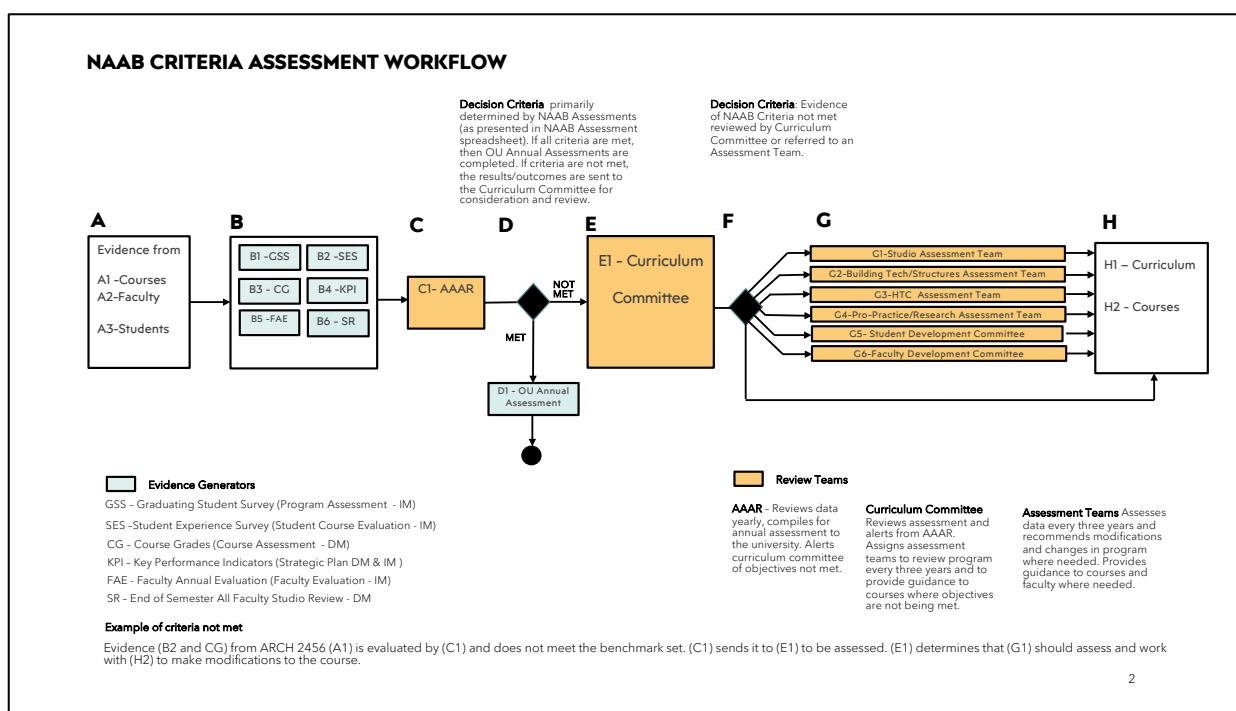 NAAB CRITERIA ASSESSMENT WORKFLOW
Decision Criteria primarily
determined by NAAB Assessments
(as presented in NAAB Assessment
spreadsheet). If all criteria are met,
then OU Annual Assessments are
completed. If criteria are not met,
the results/outcomes are sent to
the Curriculum Committee for
consideration and review.
Decision Criteria: Evidence
of NAAB Criteria not met
reviewed by Curriculum
Committee or referred to an
Assessment Team.
A
B
C
D
E
F
G
H
Evidence from
A1 -Courses
A2-Faculty
A3-Students
B1 -GSS
B2 -SES
B3 - CG
B4 -KPI
B5 -FAE
B6 - SR
C1- AAAR
NOT
MET
MET
D1 - OU Annual
Assessment
E1 - Curriculum
Committee
G1-Studio Assessment Team
G2-Building Tech/Structures Assessment Team
G3-HTC Assessment Team
G4-Pro-Practice/Research Assessment Team
G5- Student Development Committee
G6-Faculty Development Committee
H1 – Curriculum
H2 - Courses
Evidence Generators
GSS – Graduating Student Survey (Program Assessment - IM)
SES –Student Experience Survey (Student Course Evaluation - IM)
CG – Course Grades (Course Assessment - DM)
KPI – Key Performance Indicators (Strategic Plan DM & IM )
FAE - Faculty Annual Evaluation (Faculty Evaluation - IM)
SR – End of Semester All Faculty Studio Review - DM
Review Teams
AAAR – Reviews data
yearly, compiles for
annual assessment to
the university. Alerts
curriculum committee
of objectives not met.
Curriculum Committee
Reviews assessment and
alerts from AAAR.
Assigns assessment
teams to review program
every three years and to
provide guidance to
courses where objectives
are not being met.
Assessment Teams Assesses
data every three years and
recommends modifications
and changes in program
where needed. Provides
guidance to courses and
faculty where needed.
Example of criteria not met
Evidence (B2 and CG) from ARCH 2456 (A1) is evaluated by (C1) and does not meet the benchmark set. (C1) sends it to (E1) to be assessed. (E1) determines that (G1) should assess and work
with (H2) to make modifications to the course.
2